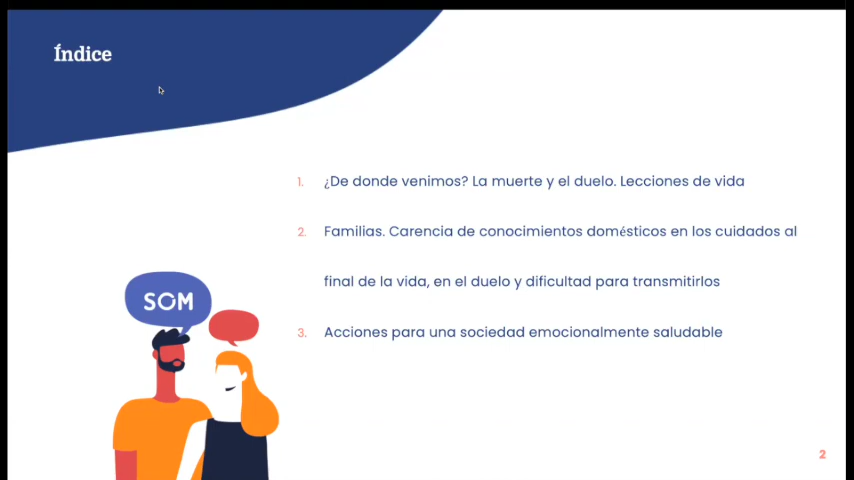 Índice
1. ¿De donde venimos? La muerte y el duelo. Lecciones de vida
2. Familias. Carencia de conocimientos domésticos en los cuidados al
final de la vida, en el duelo y dificultad para transmitirlos
3. Acciones para una sociedad emocionalmente saludable
SOM
2